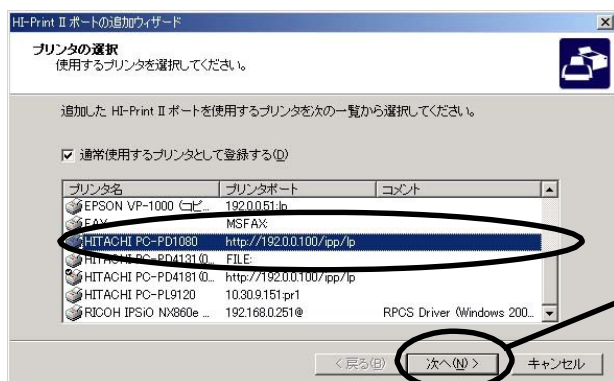 HI-Print Ⅱ ポートの追加ウィザード
プリンタの選択
使用するプリンタを選択してください。
追加した HI-Print Ⅱ ポートを使用するプリンタを次の一覧から選択してください。
通常使用するプリンタとして登録する(D)
プリンタ名 プリンタポート コメント
EPSON VP-1000 (コピ... 192.0.0.51:lp
FAX MSFAX:
HITACHI PC-PD1080 http://192.0.0.100/ipp/lp
HITACHI PC-PD4131 (0... FILE:
HITACHI PC-PD4181 (0... http://192.0.0.100/ipp/lp
HITACHI PC-PL9120 10.30.9.151:pr1
RICOH IPSiO NX860e ... 192.168.0.251@ RPCS Driver (Windows 200...
< 戻る(B) 次へ(N) > キャンセル